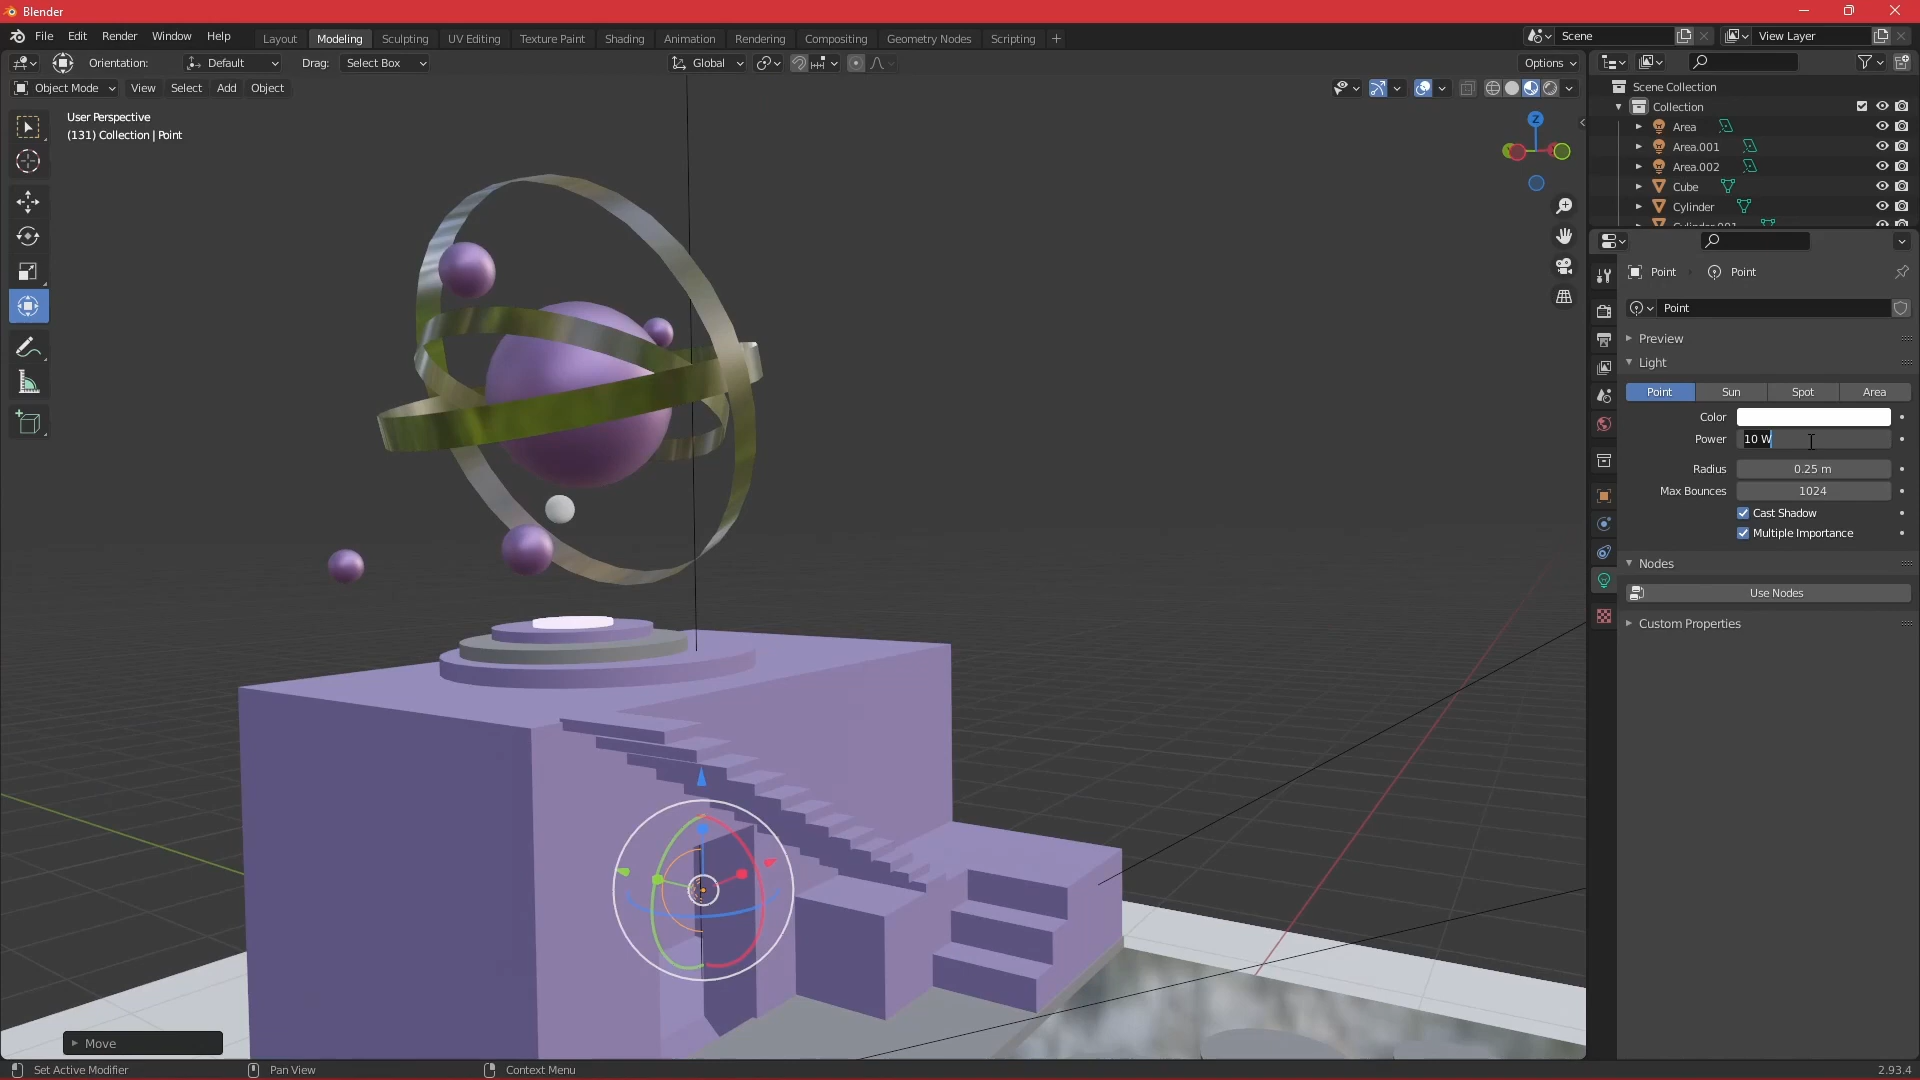 Blender
File Edit Render Window Help Layout Modeling Sculpting UV Editing Texture Paint Shading Animation Rendering Compositing Geometry Nodes Scripting + Scene View Layer
Orientation: Default Drag: Select Box Global Options
Object Mode View Select Add Object
User Perspective
(131) Collection | Point
Z
Scene Collection
Collection
Area
Area.001
Area.002
Cube
Cylinder
Cylinder.001
Point Point
Point
Preview
Light
Point Sun Spot Area
Color
Power 10 W
Radius 0.25 m
Max Bounces 1024
Cast Shadow
Multiple Importance
Nodes
Use Nodes
Custom Properties
Move
Set Active Modifier Pan View Context Menu 2.93.4